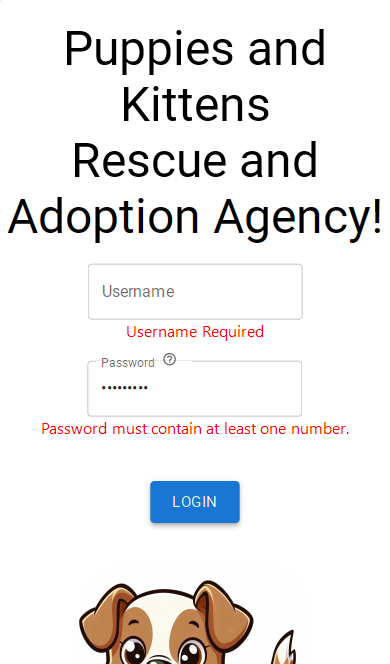 Puppies and
Kittens
Rescue and
Adoption Agency!
Username
Username Required
Password
•••••••••
Password must contain at least one number.
LOGIN